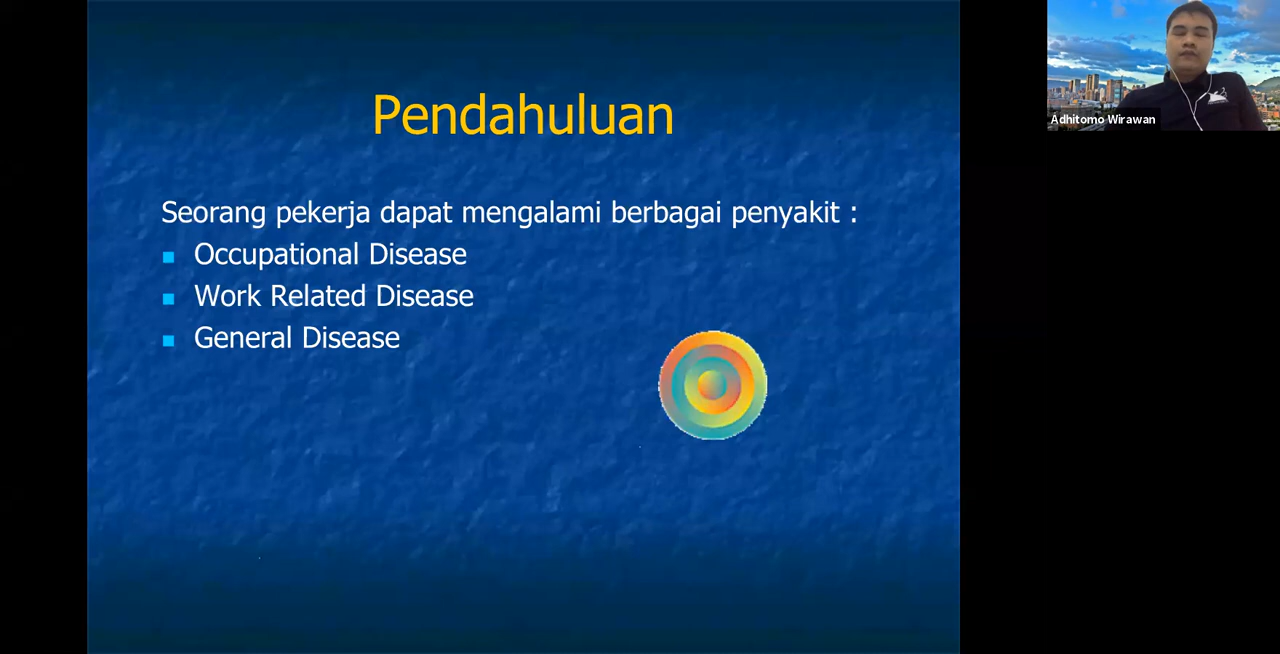 Pendahuluan
Seorang pekerja dapat mengalami berbagai penyakit :
Occupational Disease
Work Related Disease
General Disease
Adhitomo Wirawan